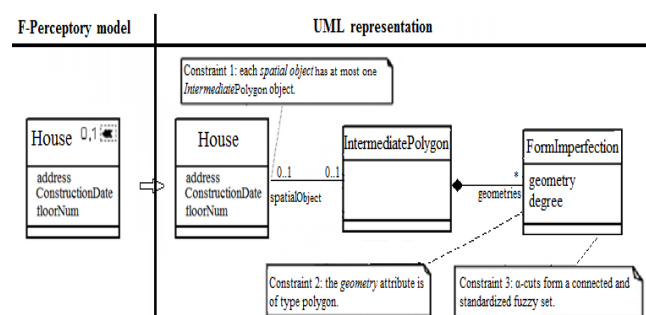 F-Perceptory model
UML representation
Constraint 1: each spatial object has at most one
IntermediatePolygon object.
House 0,1
address
ConstructionDate
floorNum
House
address
ConstructionDate
floorNum
0..1
0..1
spatialObject
IntermediatePolygon
*
geometries
FormImperfection
geometry
degree
Constraint 2: the geometry attribute is
of type polygon.
Constraint 3: α-cuts form a connected and
standardized fuzzy set.